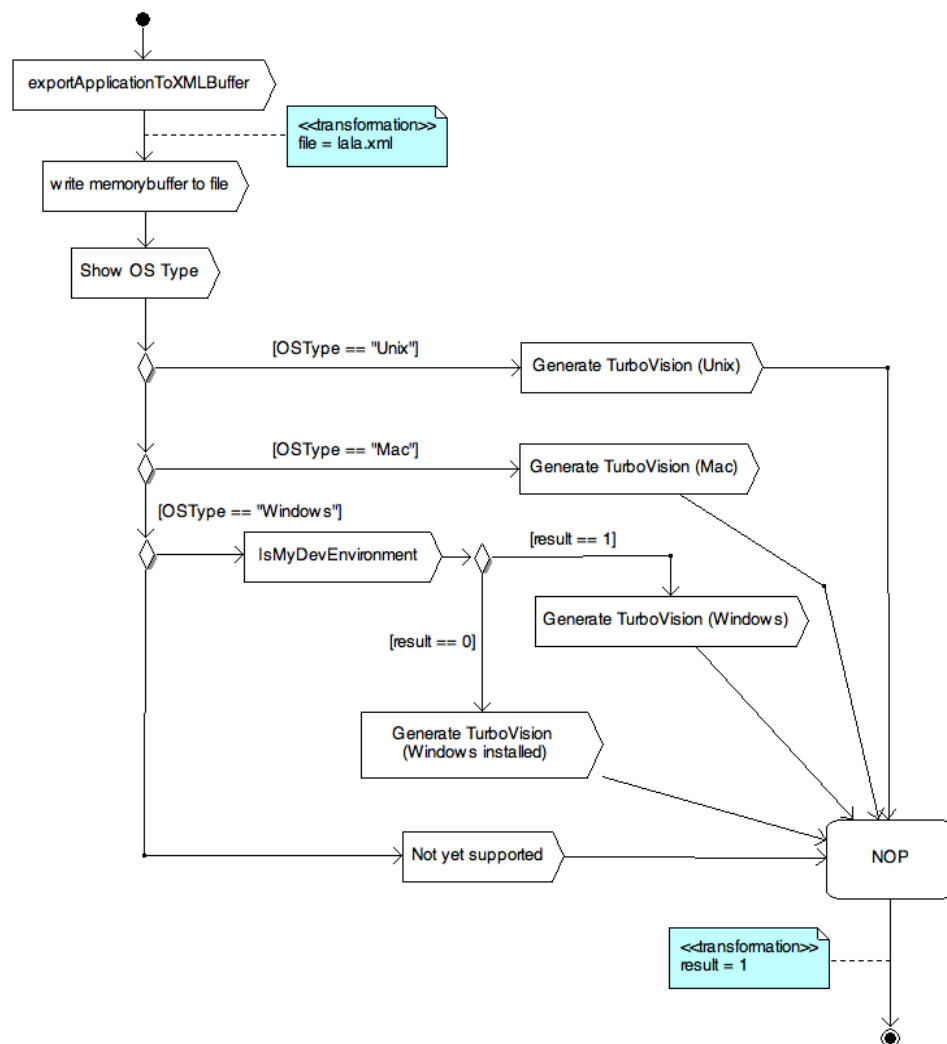 exportApplicationToXMLBuffer
<<transformation>>
file = lala.xml
write memorybuffer to file
Show OS Type
[OSType == "Unix"]
Generate TurboVision (Unix)
[OSType == "Mac"]
Generate TurboVision (Mac)
[OSType == "Windows"]
IsMyDevEnvironment
[result == 1]
Generate TurboVision (Windows)
[result == 0]
Generate TurboVision
(Windows installed)
Not yet supported
NOP
<<transformation>>
result = 1